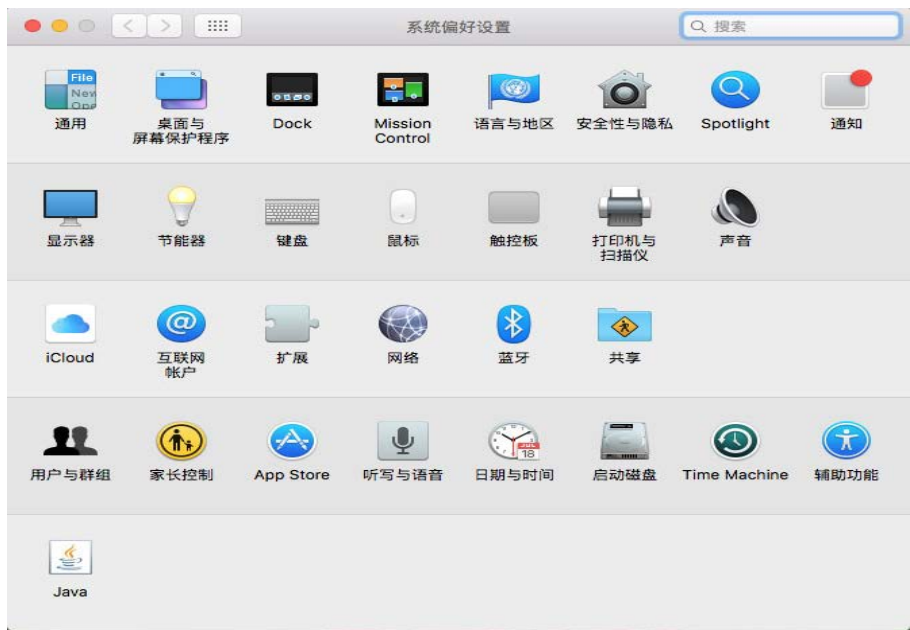 系统偏好设置
搜索
File
New
Ope
通用
桌面与
屏幕保护程序
Dock
Mission
Control
语言与地区
安全性与隐私
Spotlight
通知
显示器
节能器
键盘
鼠标
触控板
打印机与
扫描仪
声音
iCloud
互联网
帐户
扩展
网络
蓝牙
共享
用户与群组
家长控制
App Store
听写与语音
JUL
18
日期与时间
启动磁盘
Time Machine
辅助功能
Java